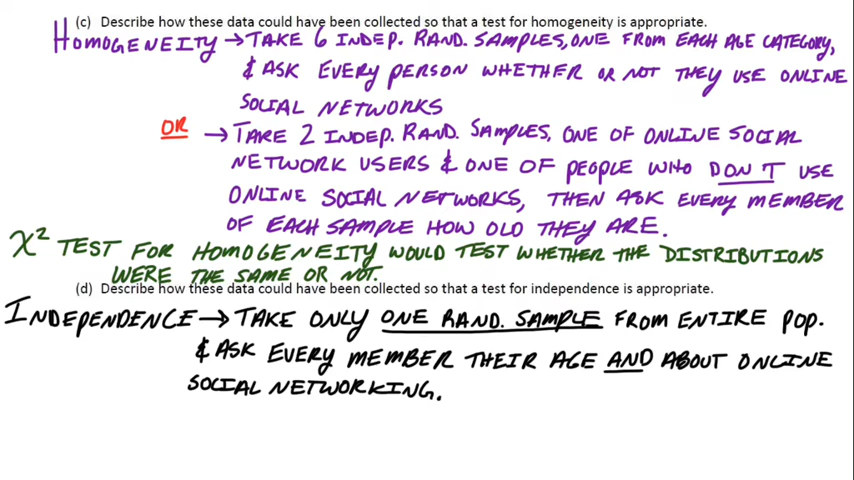 (c) Describe how these data could have been collected so that a test for homogeneity is appropriate.
HOMOGENEITY → TAKE 6 INDEP. RAND. SAMPLES, ONE FROM EACH AGE CATEGORY,
& ASK EVERY PERSON WHETHER OR NOT THEY USE ONLINE
SOCIAL NETWORKS
OR → TAKE 2 INDEP. RAND. SAMPLES, ONE OF ONLINE SOCIAL
NETWORK USERS & ONE OF PEOPLE WHO DON'T USE
ONLINE SOCIAL NETWORKS, THEN ASK EVERY MEMBER
OF EACH SAMPLE HOW OLD THEY ARE.
χ² TEST FOR HOMOGENEITY WOULD TEST WHETHER THE DISTRIBUTIONS
WERE THE SAME OR NOT.
(d) Describe how these data could have been collected so that a test for independence is appropriate.
INDEPENDENCE → TAKE ONLY ONE RAND. SAMPLE FROM ENTIRE POP.
& ASK EVERY MEMBER THEIR AGE AND ABOUT ONLINE
SOCIAL NETWORKING.